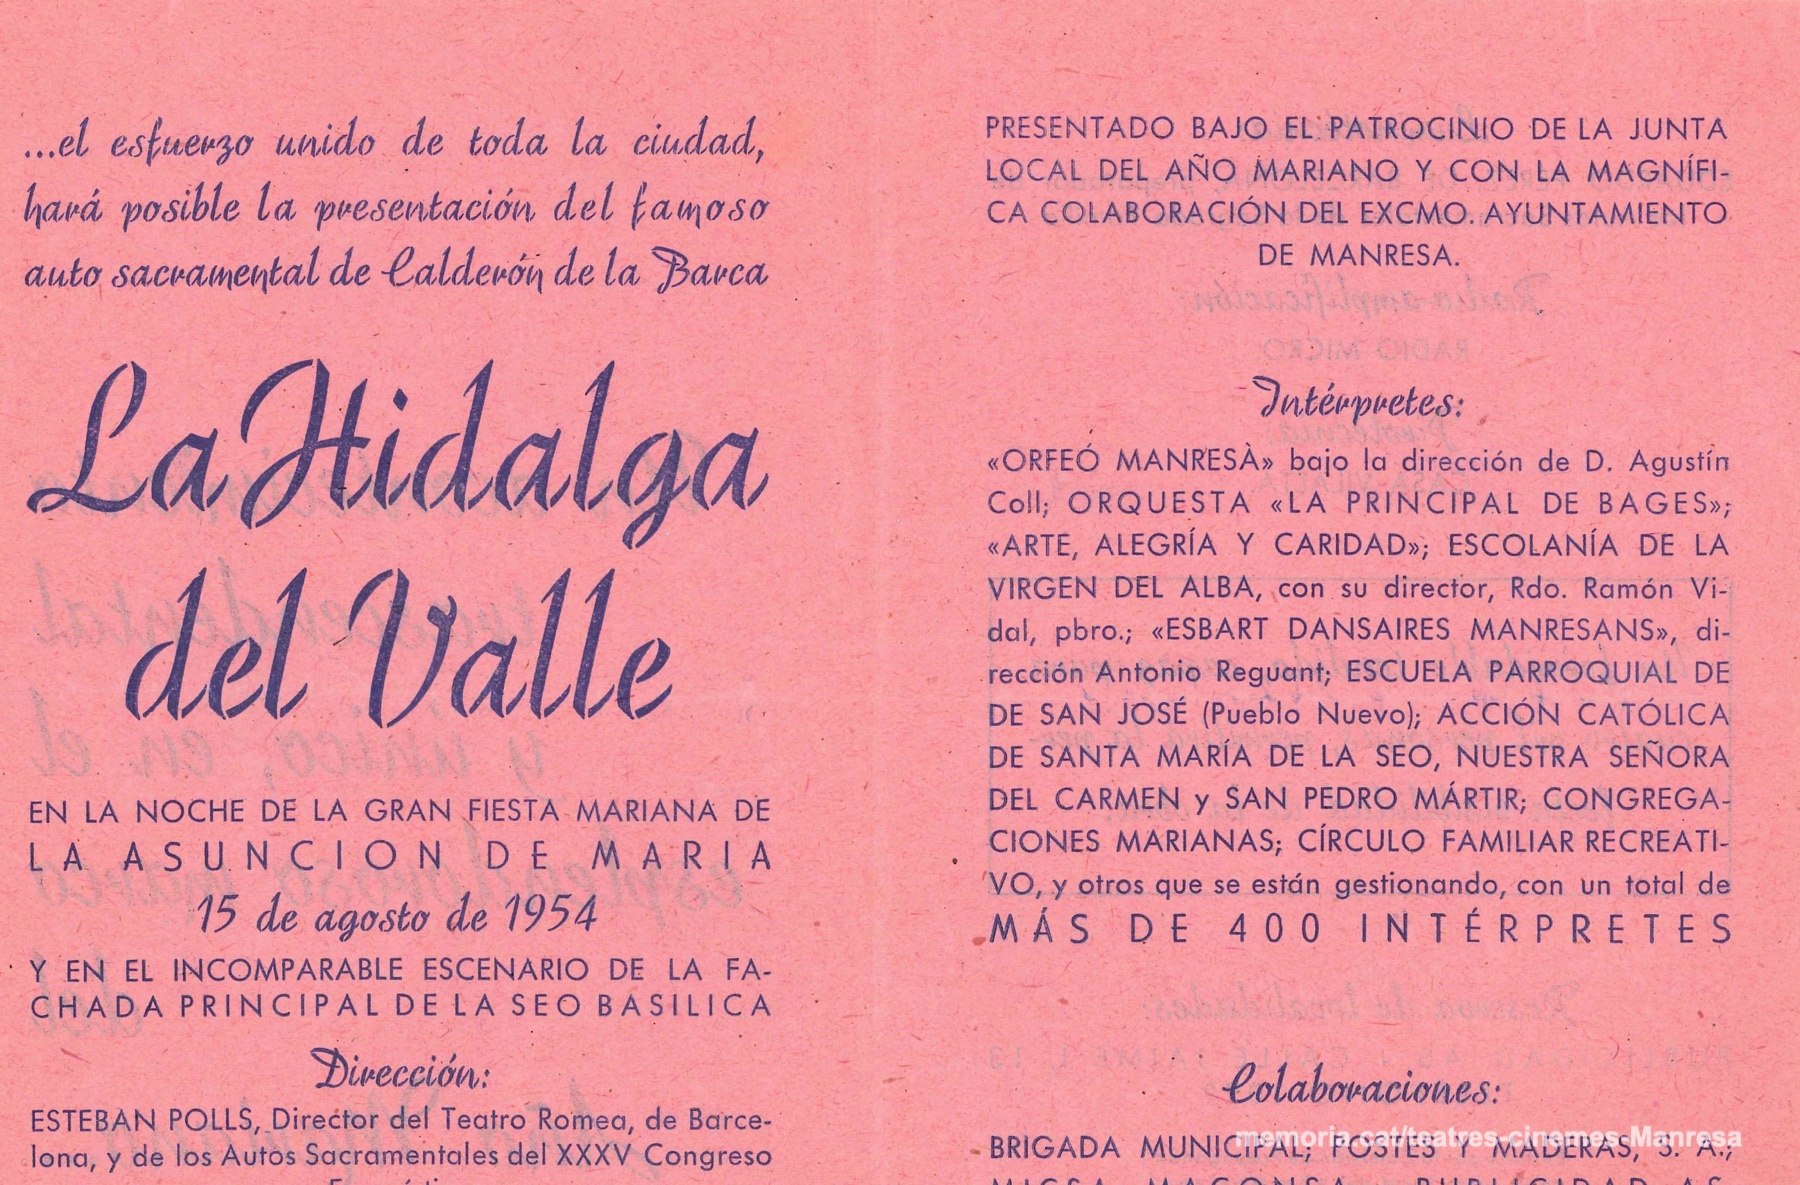 ...el esfuerzo unido de toda la ciudad,
hará posible la presentación del famoso
auto sacramental de Calderón de la Barca
La Hidalga
del Valle
EN LA NOCHE DE LA GRAN FIESTA MARIANA DE
LA ASUNCION DE MARIA
15 de agosto de 1954
Y EN EL INCOMPARABLE ESCENARIO DE LA FA-
CHADA PRINCIPAL DE LA SEO BASILICA
Dirección:
ESTEBAN POLLS, Director del Teatro Romea, de Barce-
lona, y de los Autos Sacramentales del XXXV Congreso
PRESENTADO BAJO EL PATROCINIO DE LA JUNTA
LOCAL DEL AÑO MARIANO Y CON LA MAGNÍFI-
CA COLABORACIÓN DEL EXCMO. AYUNTAMIENTO
DE MANRESA.
Intérpretes:
«ORFEÓ MANRESÀ» bajo la dirección de D. Agustín
Coll; ORQUESTA «LA PRINCIPAL DE BAGES»;
«ARTE, ALEGRÍA Y CARIDAD»; ESCOLANÍA DE LA
VIRGEN DEL ALBA, con su director, Rdo. Ramón Vi-
dal, pbro.; «ESBART DANSAIRES MANRESANS», di-
rección Antonio Reguant; ESCUELA PARROQUIAL DE
DE SAN JOSÉ (Pueblo Nuevo); ACCIÓN CATÓLICA
DE SANTA MARÍA DE LA SEO, NUESTRA SEÑORA
DEL CARMEN y SAN PEDRO MÁRTIR; CONGREGA-
CIONES MARIANAS; CÍRCULO FAMILIAR RECREATI-
VO, y otros que se están gestionando, con un total de
MÁS DE 400 INTÉRPRETES
Colaboraciones:
BRIGADA MUNICIPAL; POSTES Y MADERAS, S. A.;
memoria.cat/teatres-cinemes-Manresa